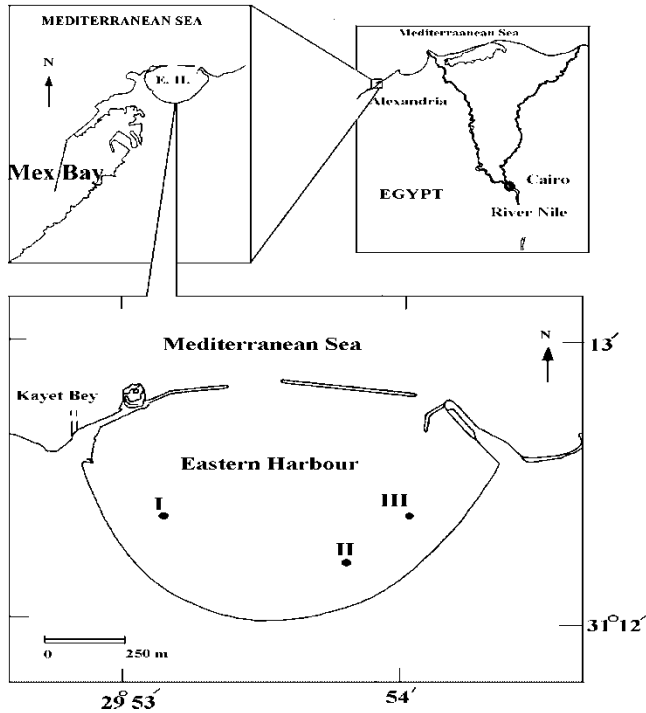 MEDITERRANEAN SEA
N
E. H.
Mex Bay
Mediterraanean Sea
Alexandria
Cairo
EGYPT
River Nile
Mediterranean Sea
N
13′
Kayet Bey
Eastern Harbour
I
III
II
31°12′
0 250 m
29°53′
54′